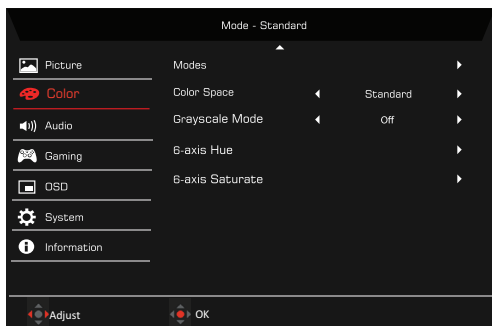 Mode - Standard
Picture
Color
Audio
Gaming
OSD
System
Information
Modes
Color Space Standard
Grayscale Mode Off
6-axis Hue
6-axis Saturate
Adjust OK